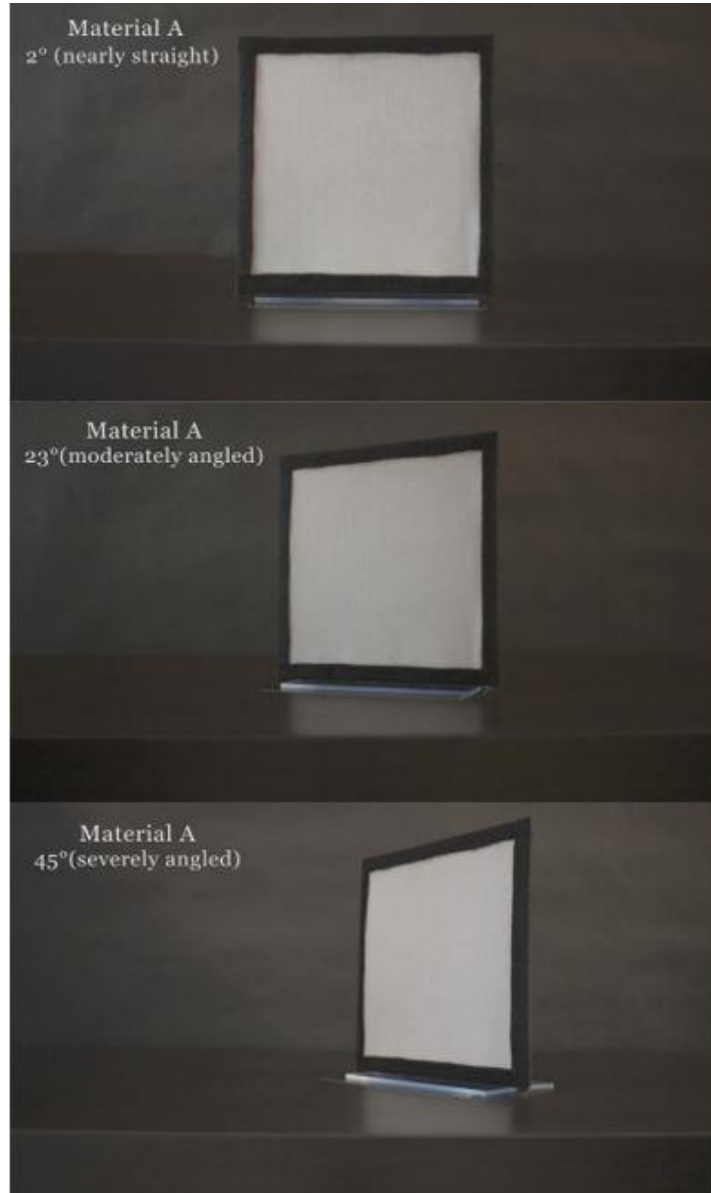 Material A
2° (nearly straight)
Material A
23°(moderately angled)
Material A
45°(severely angled)